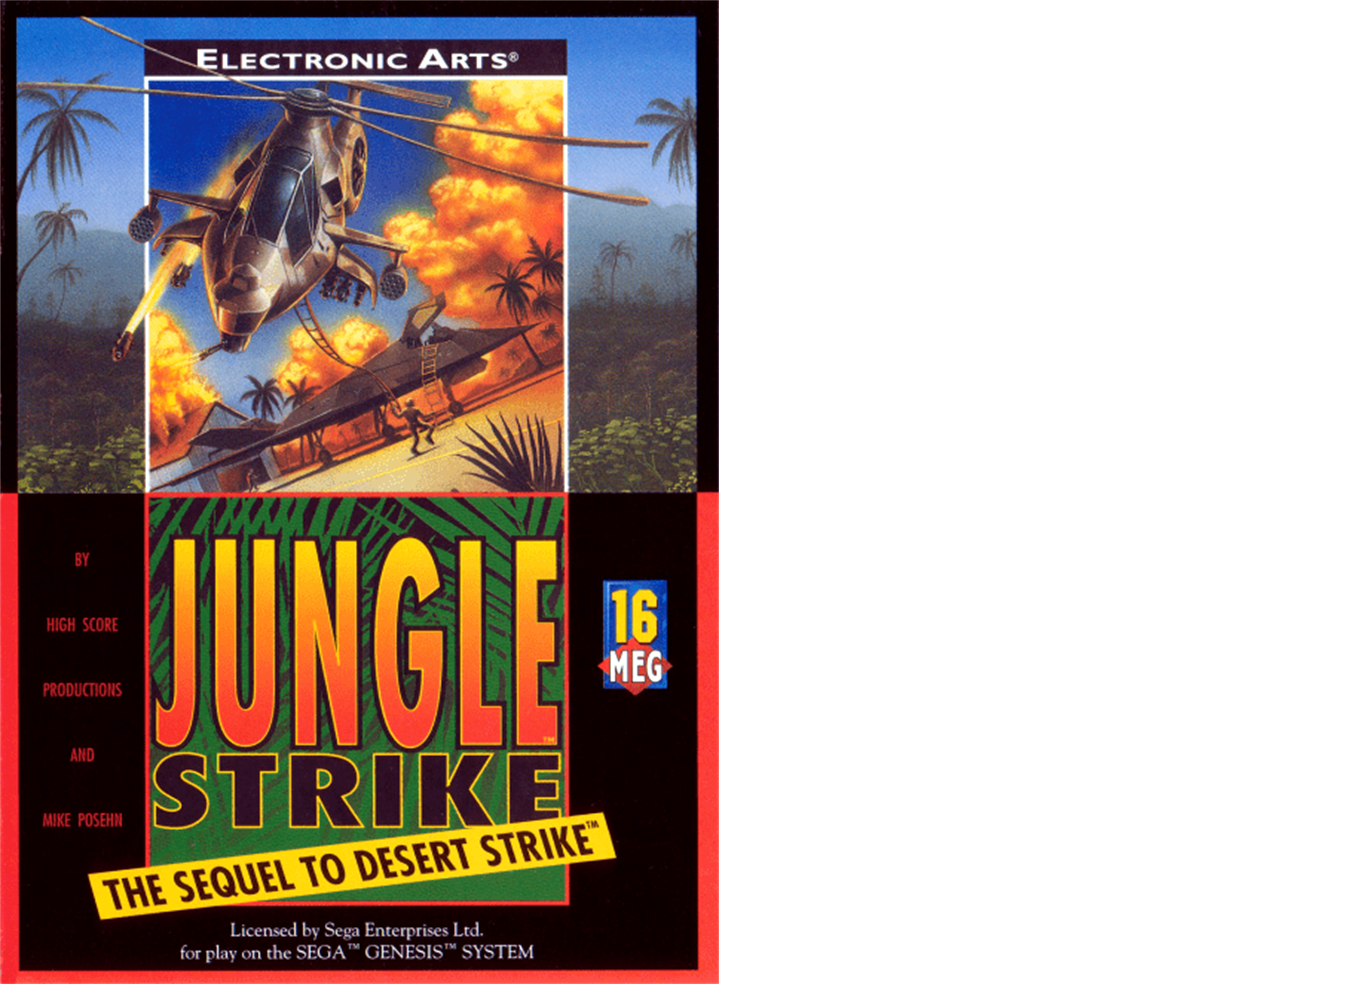 ELECTRONIC ARTS®
BY
HIGH SCORE
PRODUCTIONS
AND
MIKE POSEHN
16
MEG
JUNGLE™
STRIKE
THE SEQUEL TO DESERT STRIKE™
Licensed by Sega Enterprises Ltd.
for play on the SEGA™ GENESIS™ SYSTEM